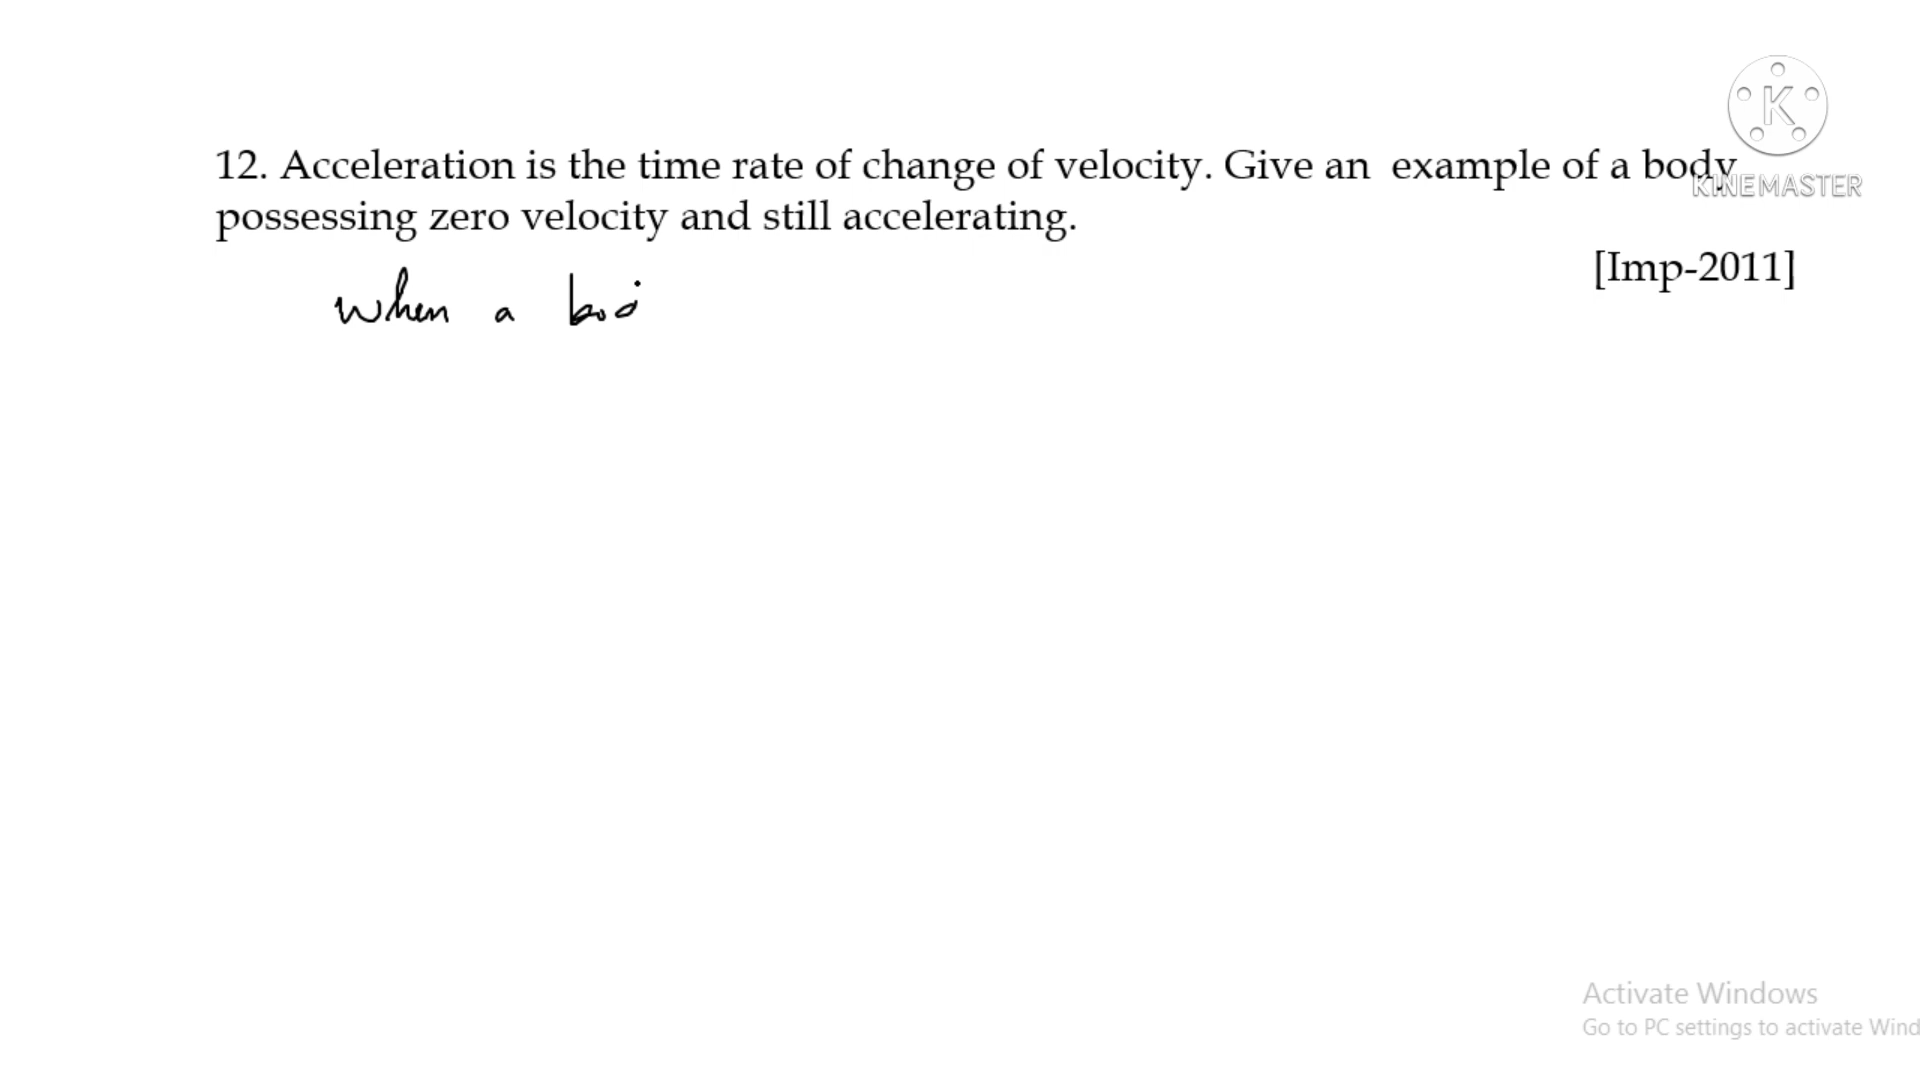 K
12. Acceleration is the time rate of change of velocity. Give an example of a body
KINEMASTER
possessing zero velocity and still accelerating.
[Imp-2011]
when a bod
Activate Windows
Go to PC settings to activate Wind